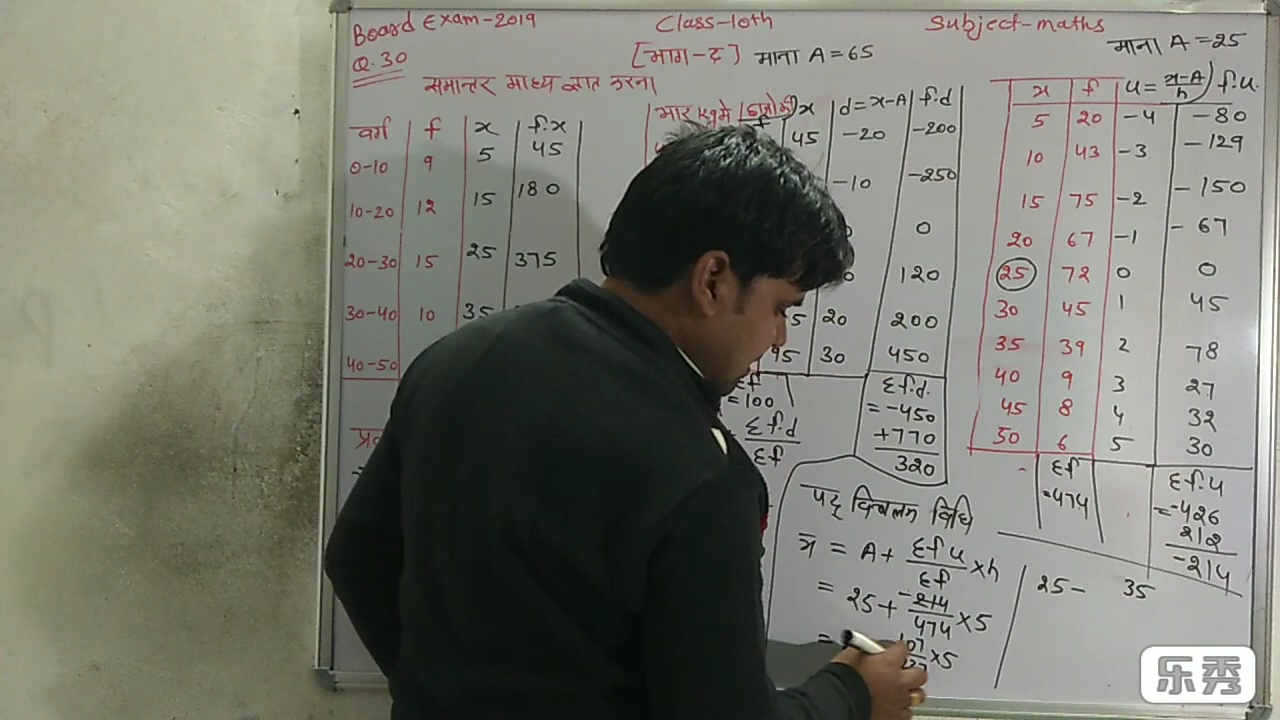 Board Exam-2019 Class-10th Subject-maths
Q.30 [भाग-द] माना A=65 माना A=25
समान्तर माध्य ज्ञात करना
वर्ग f x f.x
0-10 9 5 45
10-20 12 15 180
20-30 15 25 375
30-40 10 35
40-50
भार
x d=x-A f.d
45 -20 -200
-10 -250
0
120
20 200
95 30 450
=100
Σf.d
=-450
+770
320
Σf.d
Σf
x f u=x-A/h f.u.
5 20 -4 -80
10 43 -3 -129
15 75 -2 -150
20 67 -1 -67
25 72 0 0
30 45 1 45
35 39 2 78
40 9 3 27
45 8 4 32
50 6 5 30
Σf
=474
Σf.u
=-426
212
-214
पद विचलन विधि
x̄ = A+ Σfu/Σf ×h
= 25+ -214/474 ×5
= 107 ×5
25- 35
乐秀